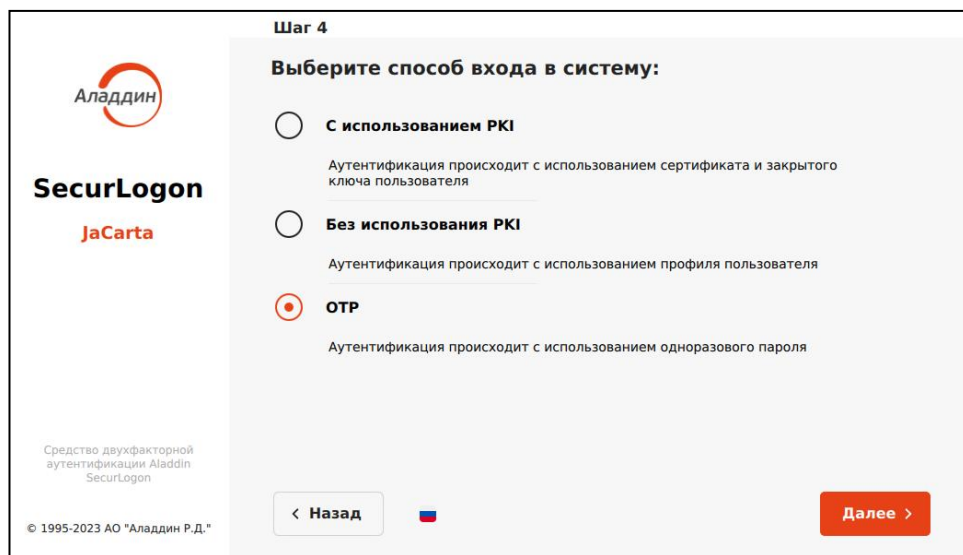 Шаг 4
Аладдин
SecurLogon
JaCarta
Средство двухфакторной
аутентификации Aladdin
SecurLogon
© 1995-2023 АО "Аладдин Р.Д."
Выберите способ входа в систему:
С использованием PKI
Аутентификация происходит с использованием сертификата и закрытого
ключа пользователя
Без использования PKI
Аутентификация происходит с использованием профиля пользователя
OTP
Аутентификация происходит с использованием одноразового пароля
Назад
Далее